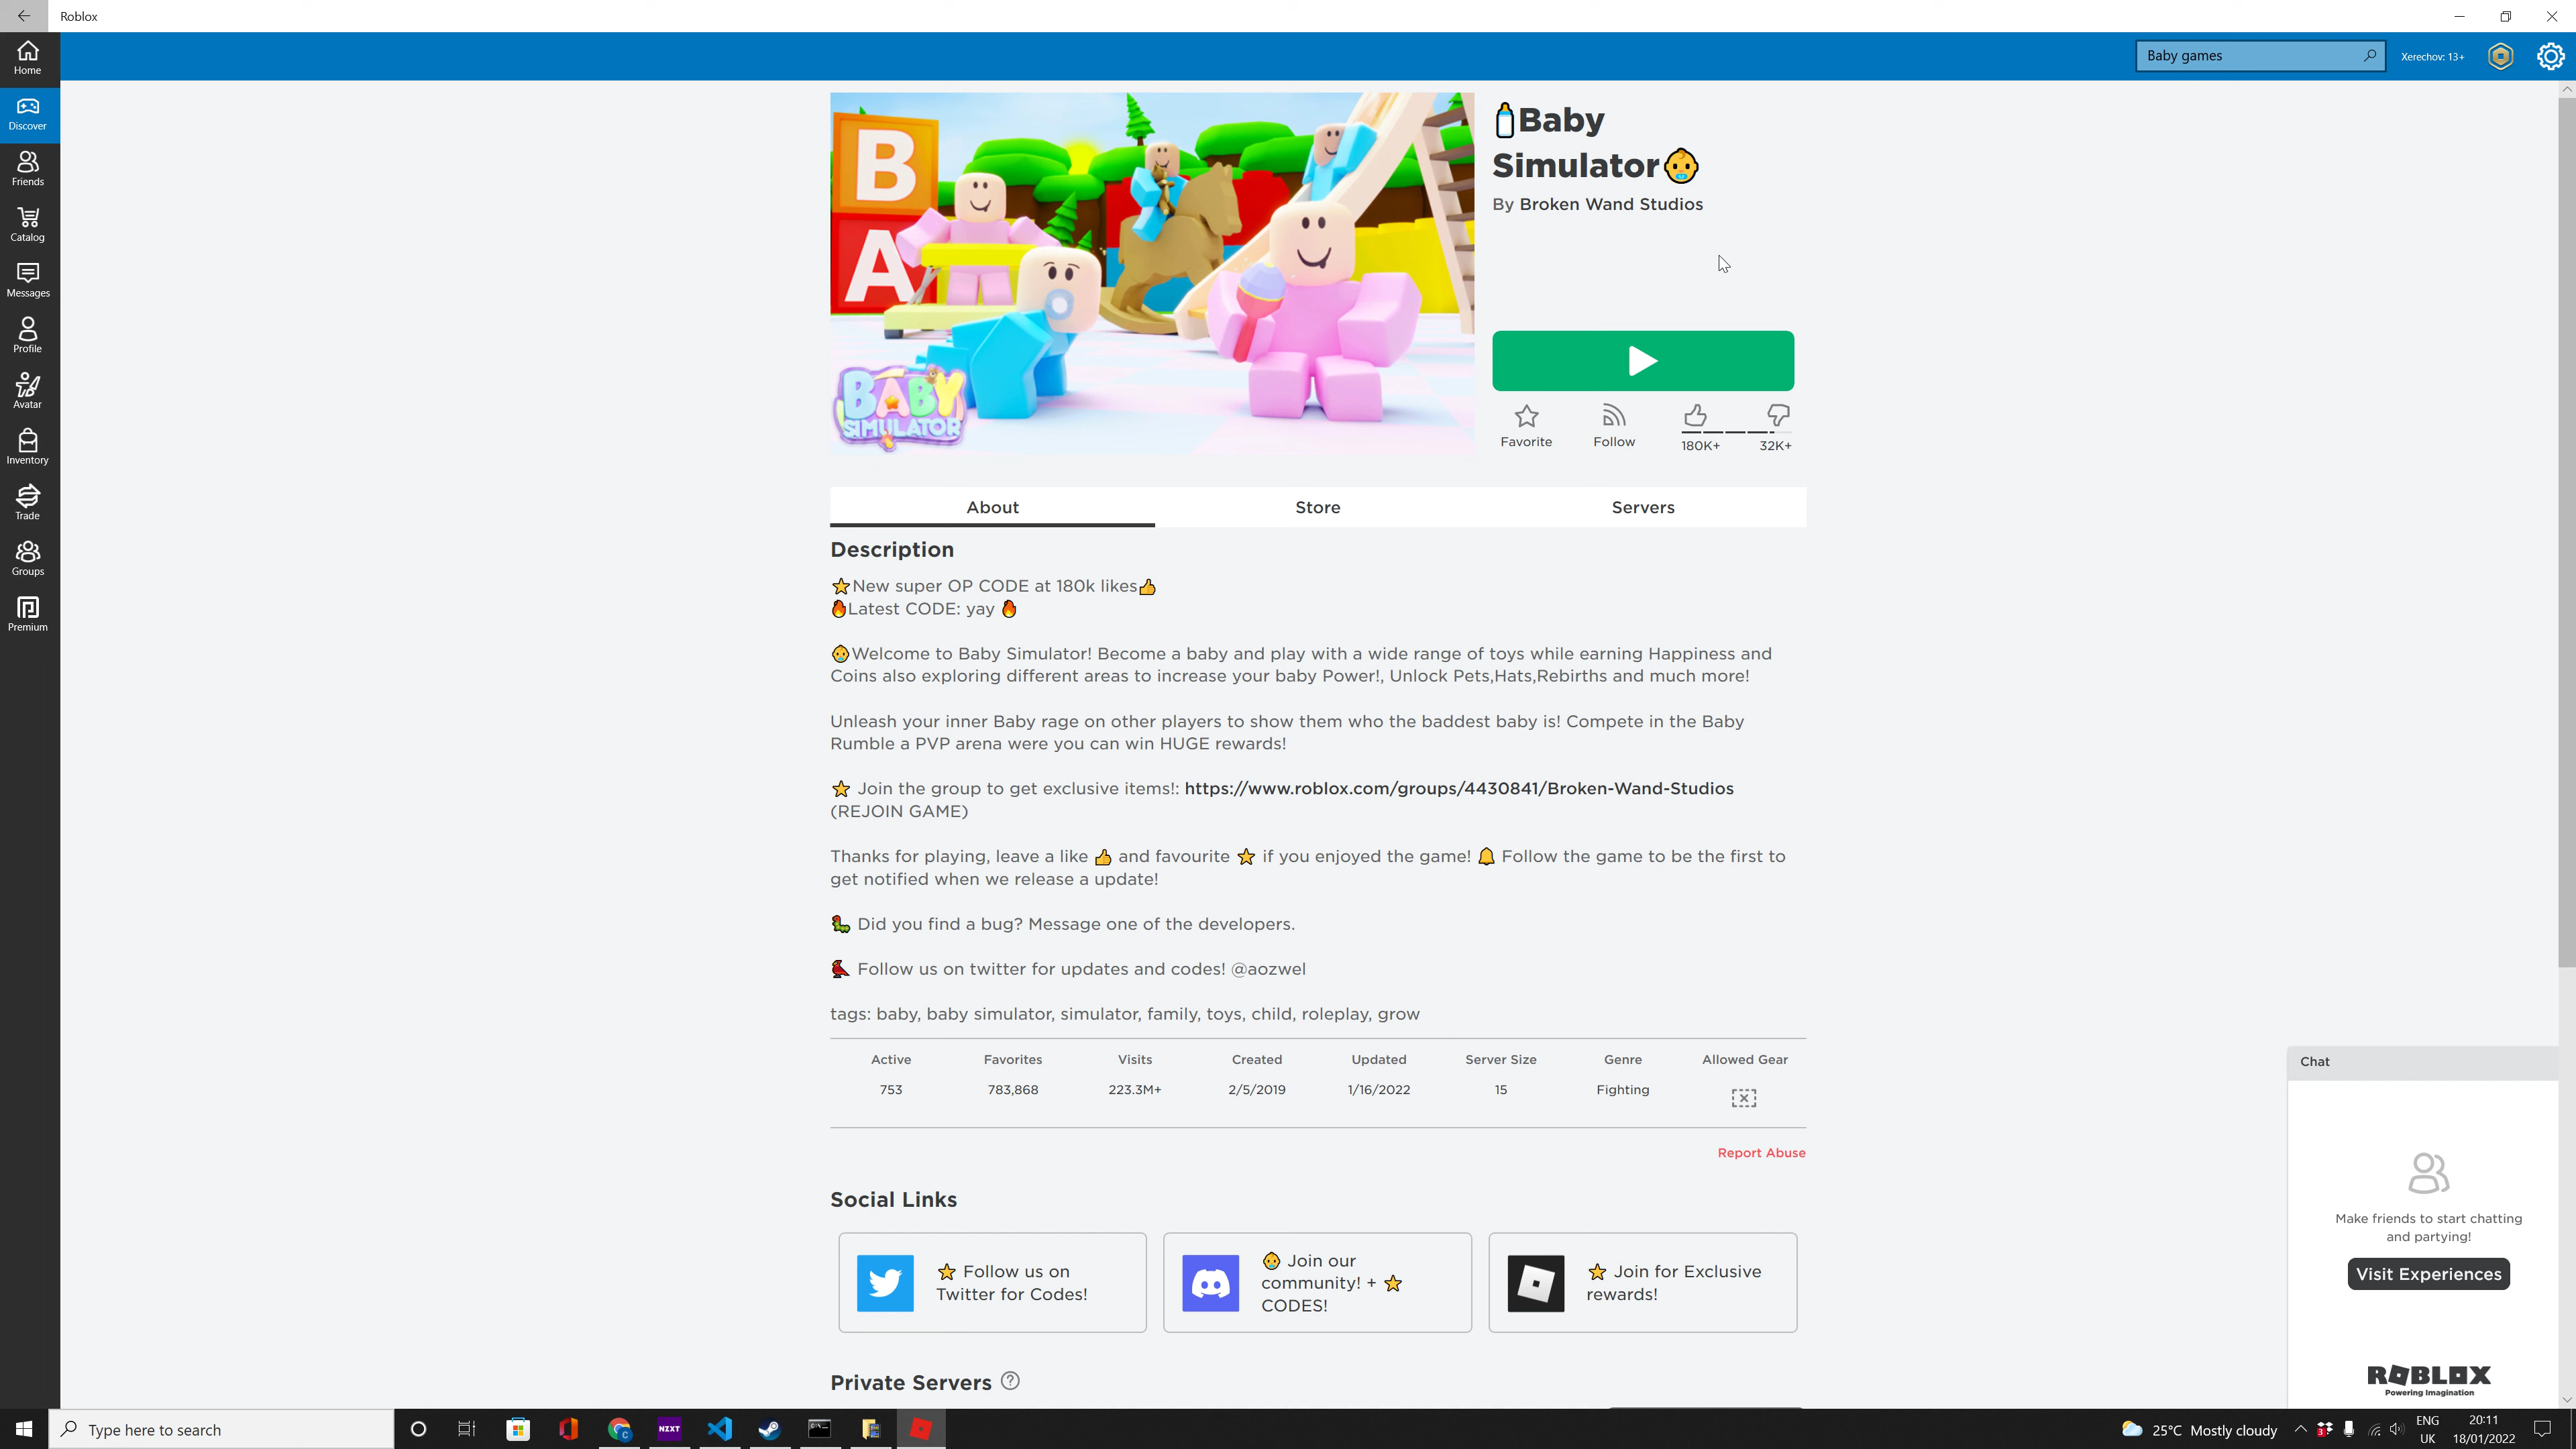 Roblox
Baby games
Xerechov: 13+
Home
Discover
Friends
Catalog
Messages
Profile
Avatar
Inventory
Trade
Groups
Premium
B
A
BABY
SIMULATOR
🍼Baby
Simulator👶
By Broken Wand Studios
Favorite
Follow
180K+
32K+
About
Store
Servers
Description
⭐New super OP CODE at 180k likes👍
🔥Latest CODE: yay 🔥
👶Welcome to Baby Simulator! Become a baby and play with a wide range of toys while earning Happiness and
Coins also exploring different areas to increase your baby Power!, Unlock Pets,Hats,Rebirths and much more!
Unleash your inner Baby rage on other players to show them who the baddest baby is! Compete in the Baby
Rumble a PVP arena were you can win HUGE rewards!
⭐ Join the group to get exclusive items!: https://www.roblox.com/groups/4430841/Broken-Wand-Studios
(REJOIN GAME)
Thanks for playing, leave a like 👍 and favourite ⭐ if you enjoyed the game! 🔔 Follow the game to be the first to
get notified when we release a update!
🐛 Did you find a bug? Message one of the developers.
🐦 Follow us on twitter for updates and codes! @aozwel
tags: baby, baby simulator, simulator, family, toys, child, roleplay, grow
Active Favorites Visits Created Updated Server Size Genre Allowed Gear
753 783,868 223.3M+ 2/5/2019 1/16/2022 15 Fighting
Report Abuse
Social Links
⭐ Follow us on
Twitter for Codes!
👶 Join our
community! + ⭐
CODES!
⭐ Join for Exclusive
rewards!
Private Servers
Chat
Make friends to start chatting
and partying!
Visit Experiences
ROBLOX
Powering Imagination
Type here to search
NZXT
25°C Mostly cloudy
3
ENG
UK
20:11
18/01/2022